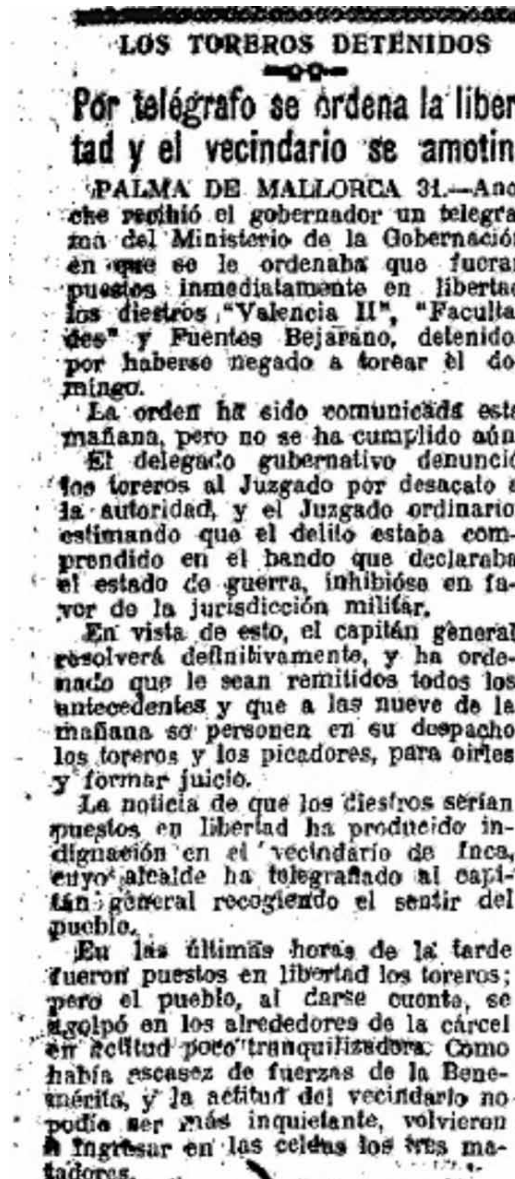 LOS TOREROS DETENIDOS
Por telégrafo se ordena la liber
tad y el vecindario se amotin
PALMA DE MALLORCA 31.—Ano
che recibió el gobernador un telegra
ma del Ministerio de la Gobernació
en que se le ordenaba que fuera
puestos inmediatamente en liberta
los diestros "Valencia II", "Faculta
des" y Fuentes Bejarano, detenido
por haberse negado a torear el do
mingo.
La orden ha sido comunicada esta
mañana, pero no se ha cumplido aún
El delegado gubernativo denunció
los toreros al Juzgado por desacato a
la autoridad, y el Juzgado ordinario
estimando que el delito estaba com-
prendido en el bando que declaraba
el estado de guerra, inhibióse en fa-
vor de la jurisdicción militar.
En vista de esto, el capitán general
resolverá definitivamente, y ha orde-
nado que le sean remitidos todos los
antecedentes y que a las nueve de la
mañana se personen en su despacho
los toreros y los picadores, para oirles
y formar juicio.
La noticia de que los diestros serían
puestos en libertad ha producido in-
dignación en el vecindario de Inca,
cuyo alcalde ha telegrafiado al capi-
tán general recogiendo el sentir del
pueblo.
En las últimas horas de la tarde
fueron puestos en libertad los toreros;
pero el pueblo, al darse cuenta, se
agolpó en los alrededores de la cárcel
en actitud poco tranquilizadora. Como
había escasez de fuerzas de la Bene-
mérita, y la actitud del vecindario no
podía ser más inquietante, volvieron
a ingresar en las celdas los tres ma-
tadores.